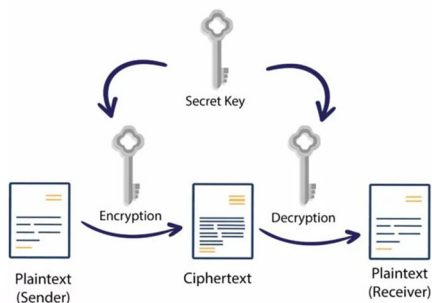 Secret Key
Encryption
Decryption
Plaintext
(Sender)
Ciphertext
Plaintext
(Receiver)